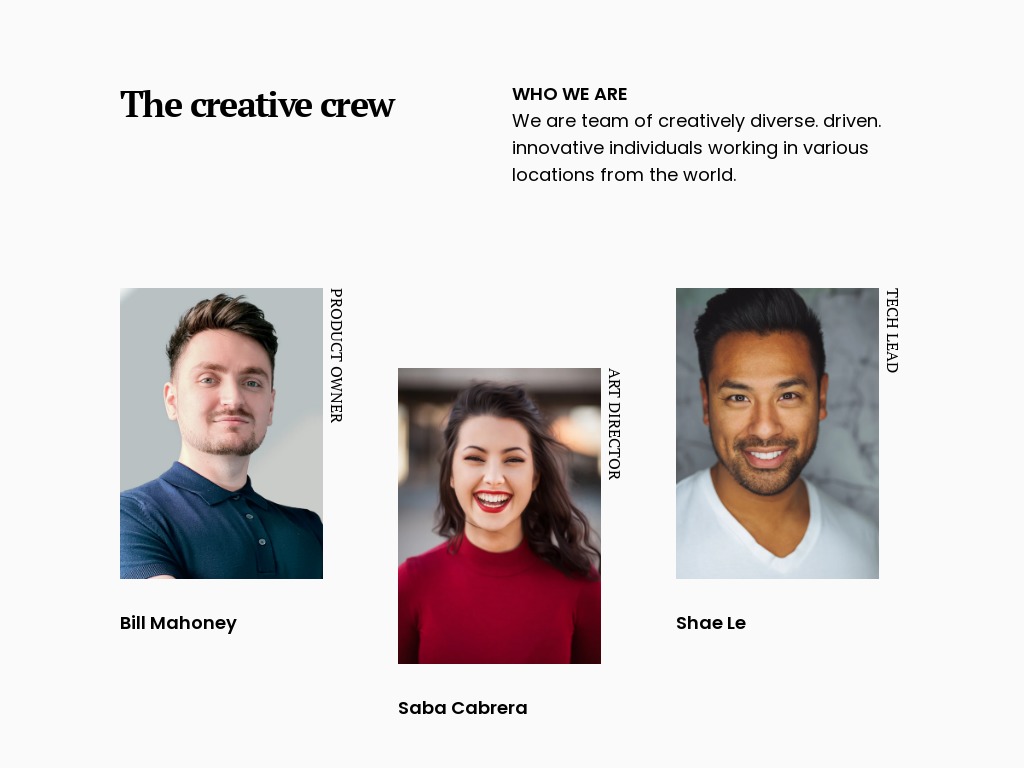 The creative crew
WHO WE ARE
We are team of creatively diverse. driven.
innovative individuals working in various
locations from the world.
PRODUCT OWNER
Bill Mahoney
ART DIRECTOR
Saba Cabrera
TECH LEAD
Shae Le